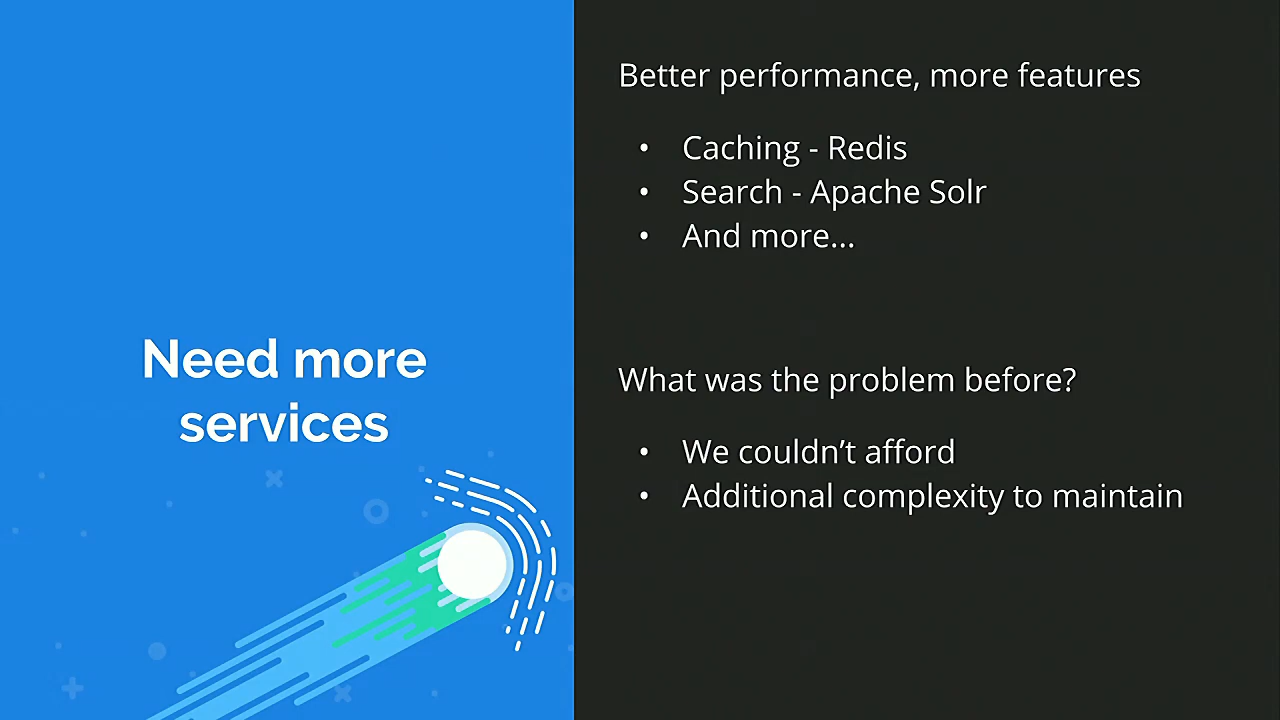 Need more
services
Better performance, more features
• Caching - Redis
• Search - Apache Solr
• And more...
What was the problem before?
• We couldn’t afford
• Additional complexity to maintain